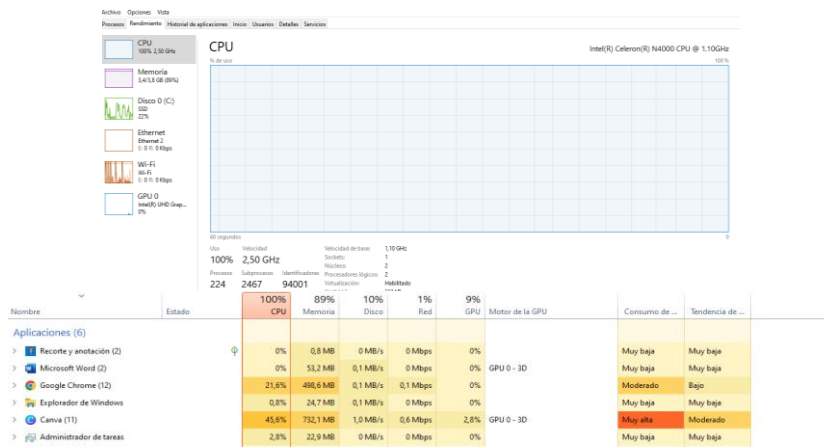 Archivo Opciones Vista
Procesos Rendimiento Historial de aplicaciones Inicio Usuarios Detalles Servicios
CPU
100% 2,50 GHz
Memoria
3,4/3,8 GB (89%)
Disco 0 (C:)
SSD
22%
Ethernet
Ethernet 2
E: 0 R: 0 Kbps
Wi-Fi
Wi-Fi
E: 0 R: 0 Kbps
GPU 0
Intel(R) UHD Grap...
0%
CPU Intel(R) Celeron(R) N4000 CPU @ 1.10GHz
% de uso 100 %
60 segundos 0
Uso Velocidad Velocidad de base: 1,10 GHz
100% 2,50 GHz Sockets: 1
Núcleos: 2
Procesos Subprocesos Identificadores Procesadores lógicos: 2
224 2467 94001 Virtualización: Habilitado
100% 89% 10% 1% 9%
Nombre Estado CPU Memoria Disco Red GPU Motor de la GPU Consumo de ... Tendencia de ...
Aplicaciones (6)
Recorte y anotación (2) 0% 0,8 MB 0 MB/s 0 Mbps 0% Muy baja Muy baja
Microsoft Word (2) 0% 53,2 MB 0,1 MB/s 0 Mbps 0% GPU 0 - 3D Muy baja Muy baja
Google Chrome (12) 21,6% 498,6 MB 0,1 MB/s 0,1 Mbps 0% Moderado Bajo
Explorador de Windows 0,8% 24,7 MB 0,1 MB/s 0 Mbps 0% Muy baja Muy baja
Canva (11) 45,6% 732,1 MB 1,0 MB/s 0,6 Mbps 2,8% GPU 0 - 3D Muy alta Moderado
Administrador de tareas 2,8% 22,9 MB 0 MB/s 0 Mbps 0% Muy baja Muy baja